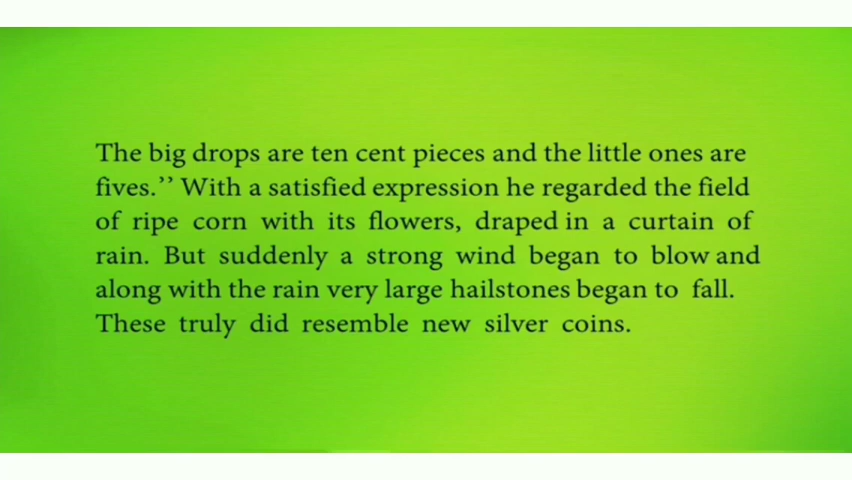 The big drops are ten cent pieces and the little ones are
fives.’’ With a satisfied expression he regarded the field
of ripe corn with its flowers, draped in a curtain of
rain. But suddenly a strong wind began to blow and
along with the rain very large hailstones began to fall.
These truly did resemble new silver coins.